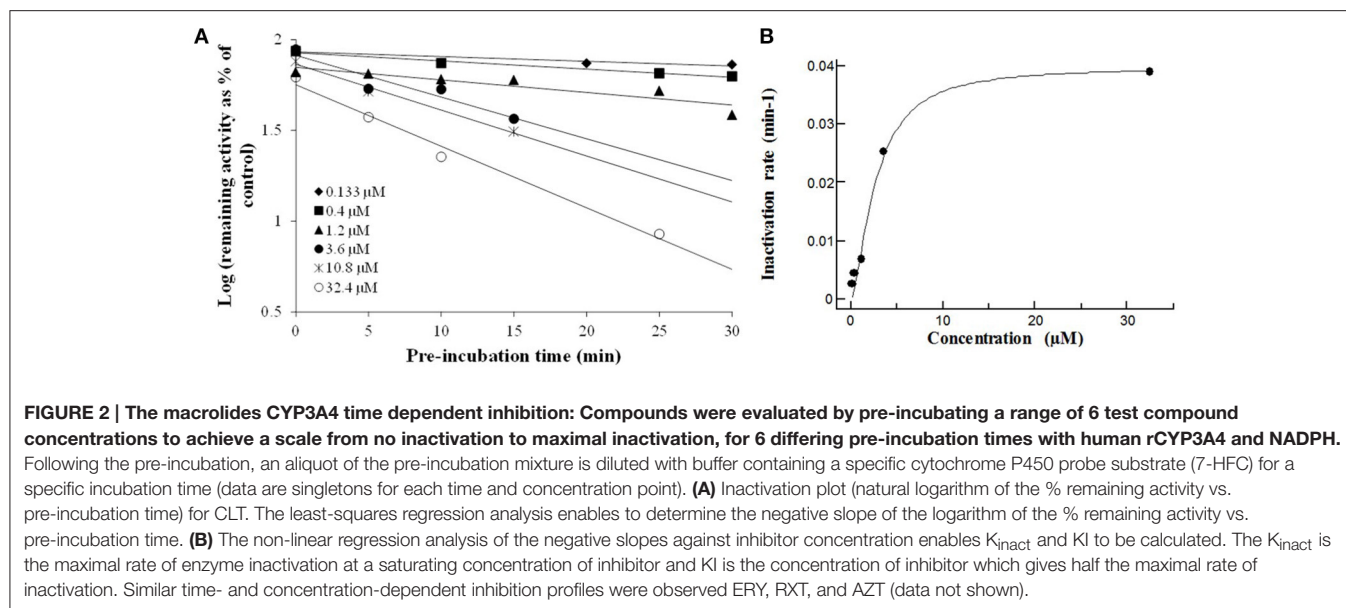 A
Log (remaining activity as % of
control)
2
1.5
1
0.5
◆ 0.133 µM
■ 0.4 µM
▲ 1.2 µM
● 3.6 µM
ж 10.8 µM
○ 32.4 µM
0 5 10 15 20 25 30
Pre-incubation time (min)
B
Inactivation rate (min-1)
0.04
0.03
0.02
0.01
0
0 10 20 30
Concentration (µM)
FIGURE 2 | The macrolides CYP3A4 time dependent inhibition: Compounds were evaluated by pre-incubating a range of 6 test compound
concentrations to achieve a scale from no inactivation to maximal inactivation, for 6 differing pre-incubation times with human rCYP3A4 and NADPH.
Following the pre-incubation, an aliquot of the pre-incubation mixture is diluted with buffer containing a specific cytochrome P450 probe substrate (7-HFC) for a
specific incubation time (data are singletons for each time and concentration point). (A) Inactivation plot (natural logarithm of the % remaining activity vs.
pre-incubation time) for CLT. The least-squares regression analysis enables to determine the negative slope of the logarithm of the % remaining activity vs.
pre-incubation time. (B) The non-linear regression analysis of the negative slopes against inhibitor concentration enables Kinact and KI to be calculated. The Kinact is
the maximal rate of enzyme inactivation at a saturating concentration of inhibitor and KI is the concentration of inhibitor which gives half the maximal rate of
inactivation. Similar time- and concentration-dependent inhibition profiles were observed ERY, RXT, and AZT (data not shown).